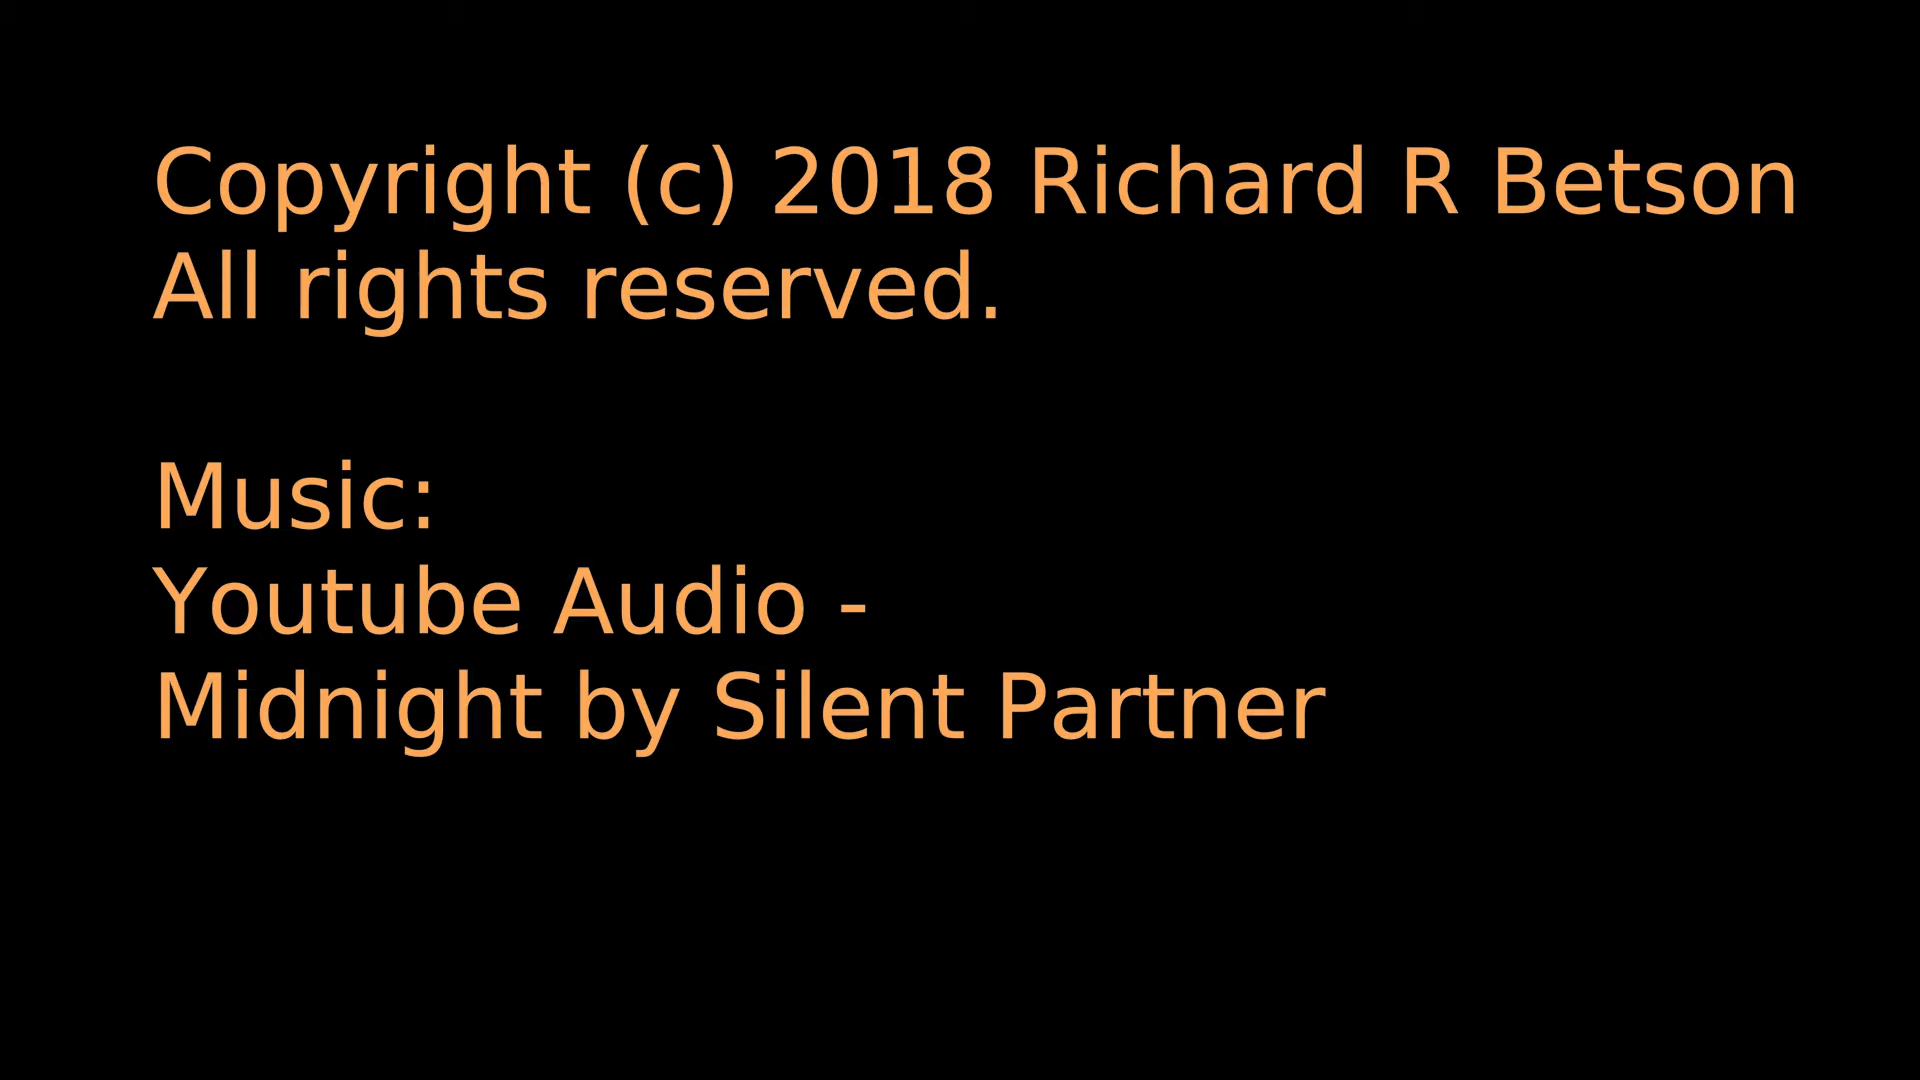 Copyright (c) 2018 Richard R Betson
All rights reserved.
Music:
Youtube Audio -
Midnight by Silent Partner